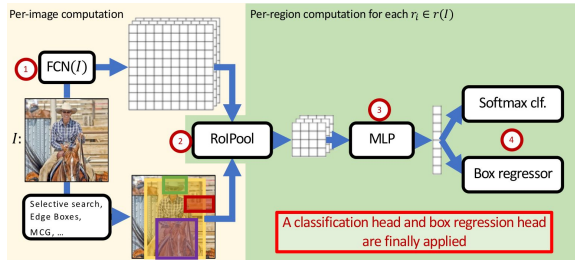 Per-image computation
Per-region computation for each r_i ∈ r(I)
1
FCN(I)
I:
Selective search,
Edge Boxes,
MCG, ...
2
RoIPool
3
MLP
Softmax clf.
4
Box regressor
A classification head and box regression head
are finally applied